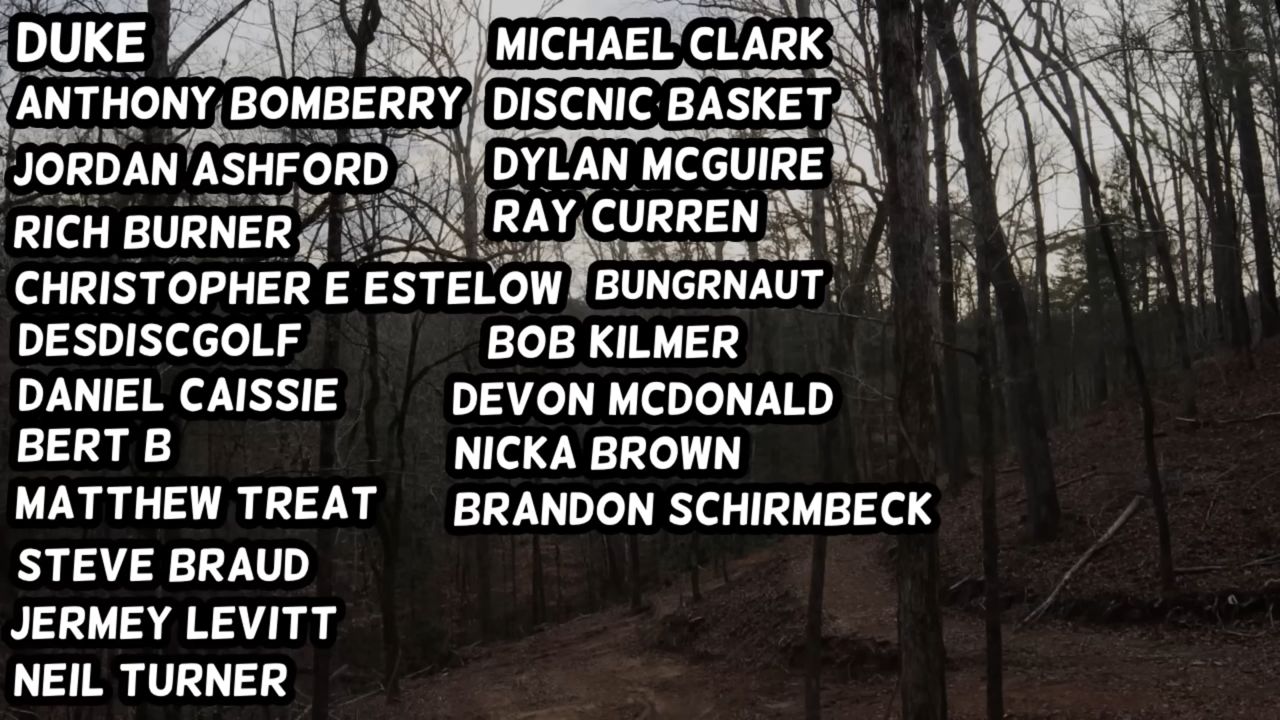 DUKE
ANTHONY BOMBERRY
JORDAN ASHFORD
RICH BURNER
CHRISTOPHER E ESTELOW
DESDISCGOLF
DANIEL CAISSIE
BERT B
MATTHEW TREAT
STEVE BRAUD
JERMEY LEVITT
NEIL TURNER
MICHAEL CLARK
DISCNIC BASKET
DYLAN MCGUIRE
RAY CURREN
BUNGRNAUT
BOB KILMER
DEVON MCDONALD
NICKA BROWN
BRANDON SCHIRMBECK